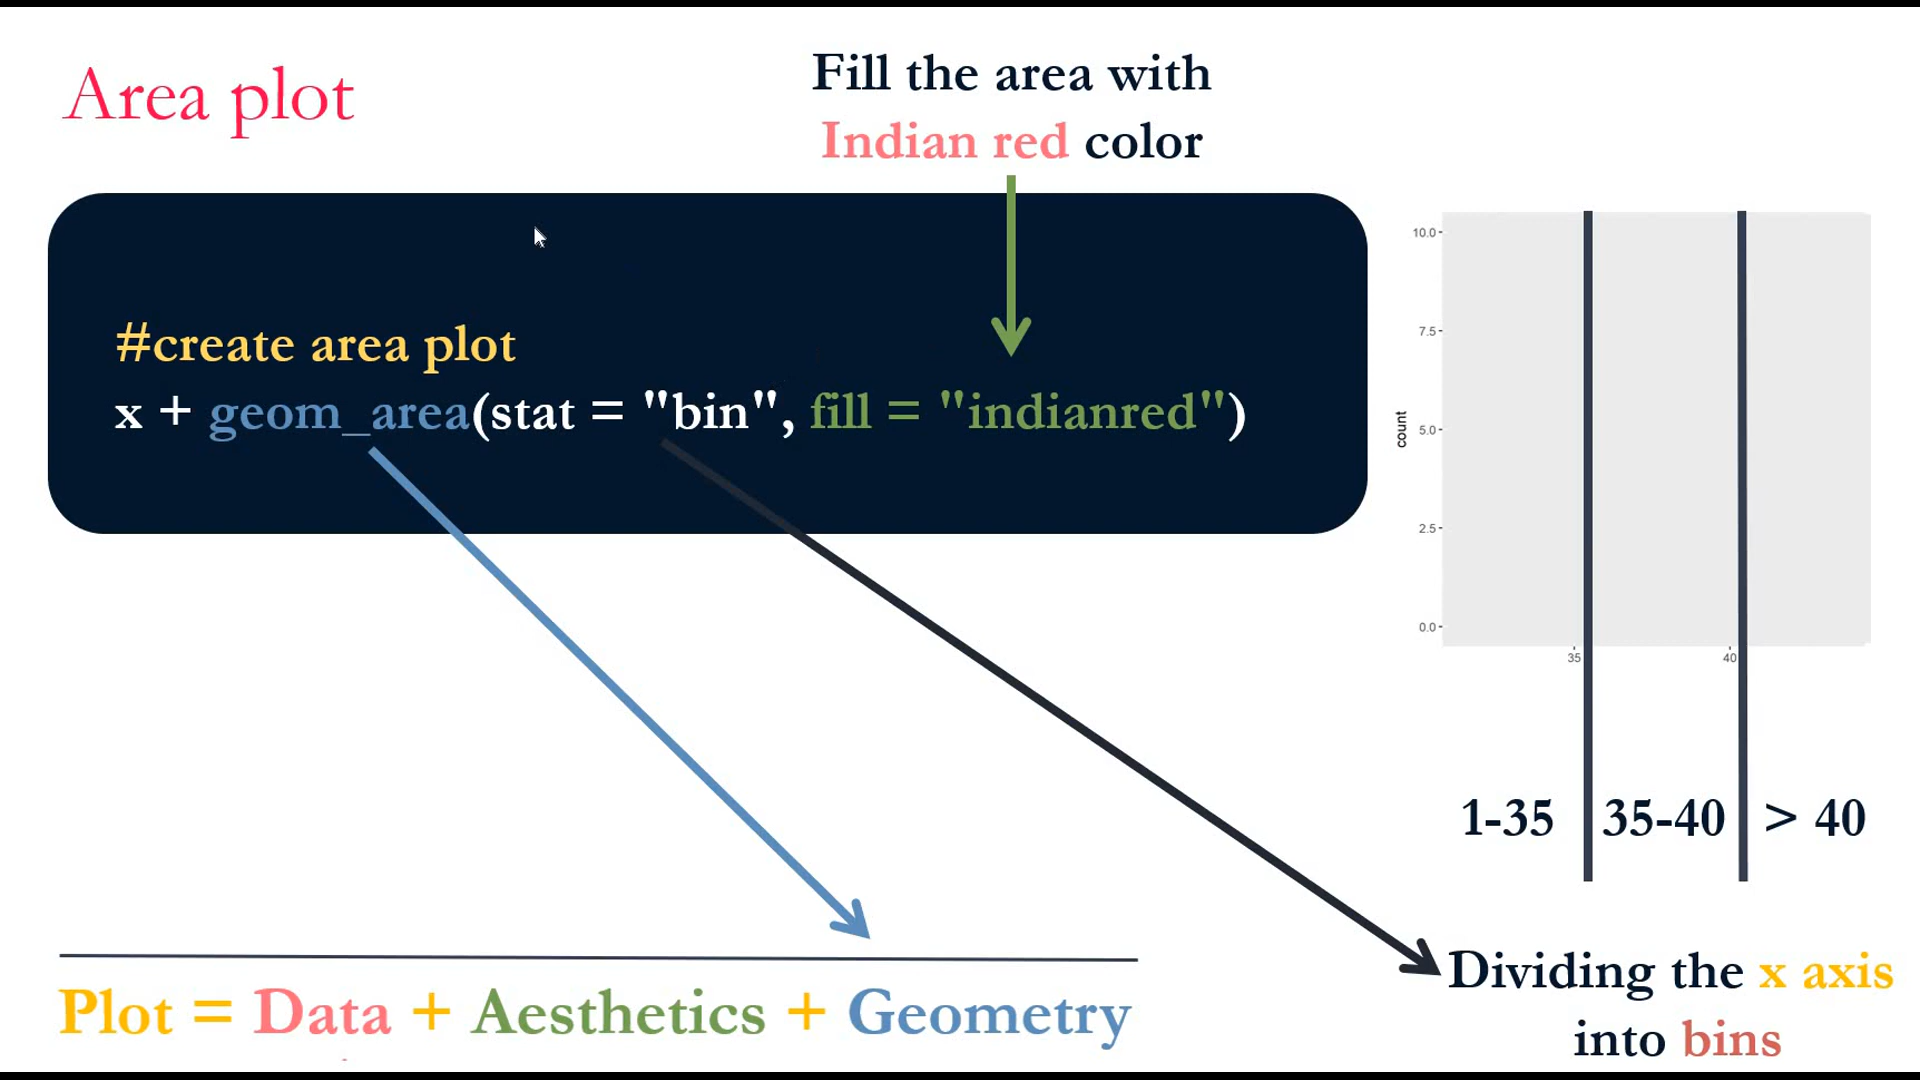 Area plot
Fill the area with
Indian red color
#create area plot
x + geom_area(stat = "bin", fill = "indianred")
10.0
7.5
5.0
2.5
0.0
count
35
40
1-35
35-40
> 40
Dividing the x axis
into bins
Plot = Data + Aesthetics + Geometry